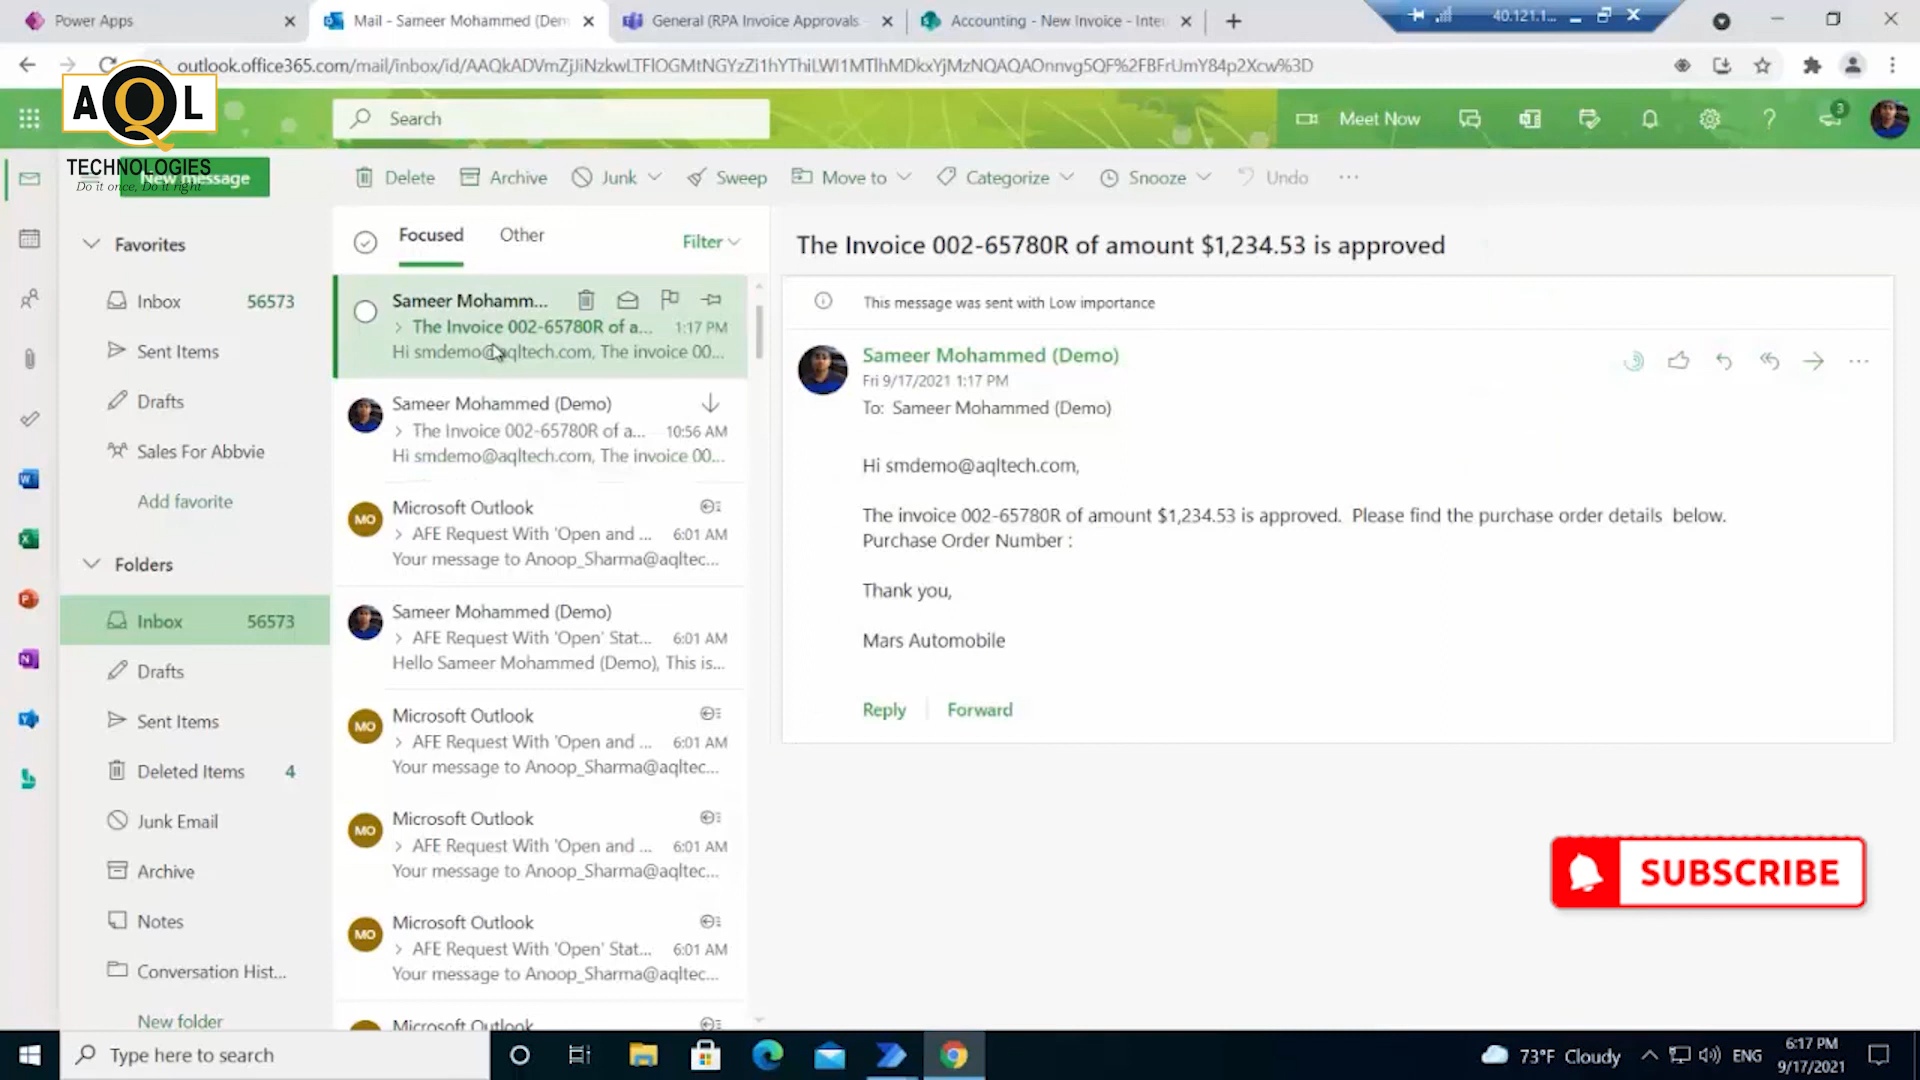 Power Apps
Mail - Sameer Mohammed (Dem
General (RPA Invoice Approvals
Accounting - New Invoice - Inte
40.121.1...
outlook.office365.com/mail/inbox/id/AAQkADVmZjJiNzkwLTFlOGMtNGYzZi1hYThiLWI1MTlhMDkxYjMzNQAQAOnnvg5QF%2FBFrUmY84p2Xcw%3D
AQL
TECHNOLOGIES
Do it once, Do it right
Search
Meet Now
3
New message
Delete
Archive
Junk
Sweep
Move to
Categorize
Snooze
Undo
Favorites
Inbox 56573
Sent Items
Drafts
Sales For Abbvie
Add favorite
Folders
Inbox 56573
Drafts
Sent Items
Deleted Items 4
Junk Email
Archive
Notes
Conversation Hist...
New folder
Focused
Other
Filter
Sameer Mohamm...
The Invoice 002-65780R of a... 1:17 PM
Hi smdemo@aqltech.com, The invoice 00...
Sameer Mohammed (Demo)
The Invoice 002-65780R of a... 10:56 AM
Hi smdemo@aqltech.com, The invoice 00...
MO
Microsoft Outlook
AFE Request With 'Open and ... 6:01 AM
Your message to Anoop_Sharma@aqltec...
Sameer Mohammed (Demo)
AFE Request With 'Open' Stat... 6:01 AM
Hello Sameer Mohammed (Demo), This is...
MO
Microsoft Outlook
AFE Request With 'Open and ... 6:01 AM
Your message to Anoop_Sharma@aqltec...
MO
Microsoft Outlook
AFE Request With 'Open and ... 6:01 AM
Your message to Anoop_Sharma@aqltec...
MO
Microsoft Outlook
AFE Request With 'Open' Stat... 6:01 AM
Your message to Anoop_Sharma@aqltec...
Microsoft Outlook
The Invoice 002-65780R of amount $1,234.53 is approved
This message was sent with Low importance
Sameer Mohammed (Demo)
Fri 9/17/2021 1:17 PM
To: Sameer Mohammed (Demo)
Hi smdemo@aqltech.com,
The invoice 002-65780R of amount $1,234.53 is approved. Please find the purchase order details below.
Purchase Order Number :
Thank you,
Mars Automobile
Reply
Forward
SUBSCRIBE
Type here to search
73°F Cloudy
ENG
6:17 PM
9/17/2021